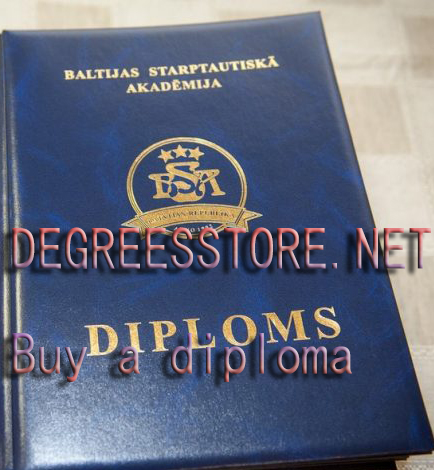 BALTIJAS STARPTAUTISKĀ
AKADĒMIJA
BSA
DEGREESSTORE.NET
DIPLOMS
Buy a diploma